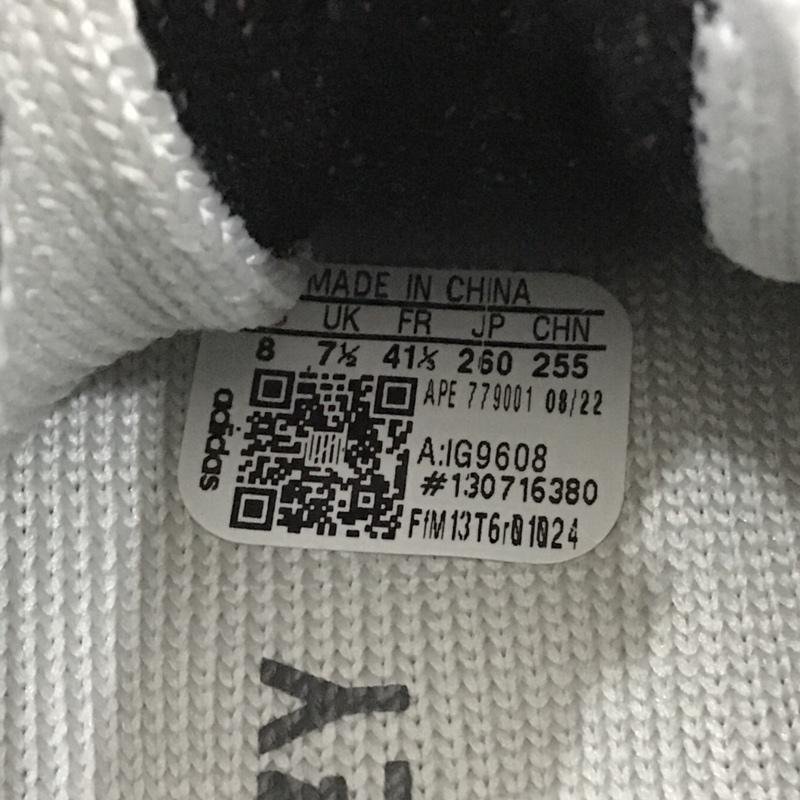 MADE IN CHINA
UK FR JP CHN
8 7½ 41⅓ 260 255
APE 779001 08/22
adidas
A:IG9608
#130716380
FfM13T6r01024
EY